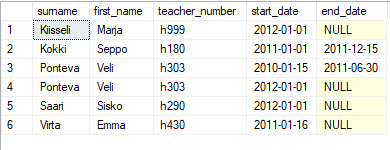 surname first_name teacher_number start_date end_date
1 Kiisseli Marja h999 2012-01-01 NULL
2 Kokki Seppo h180 2011-01-01 2011-12-15
3 Ponteva Veli h303 2010-01-15 2011-06-30
4 Ponteva Veli h303 2012-01-01 NULL
5 Saari Sisko h290 2012-01-01 NULL
6 Virta Emma h430 2011-01-16 NULL